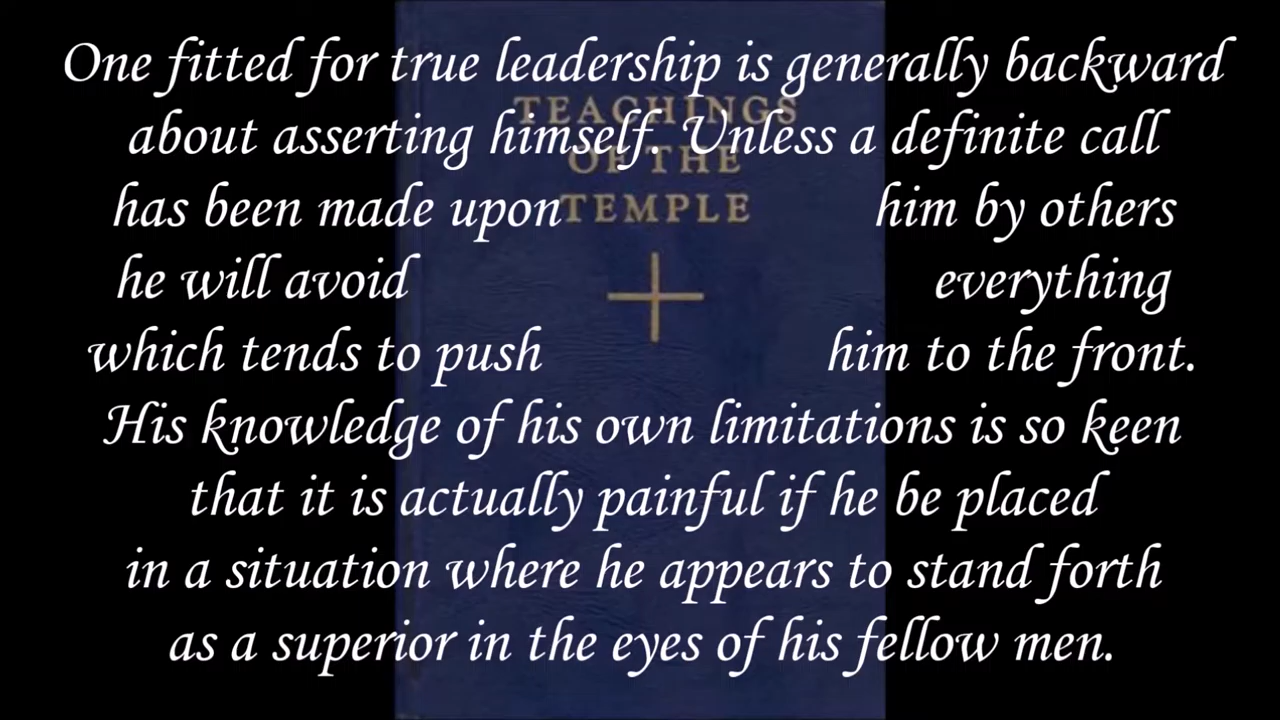 One fitted for true leadership is generally backward
TEACHINGS
about asserting himself. Unless a definite call
OF THE
has been made upon him by others
TEMPLE
he will avoid everything
which tends to push him to the front.
His knowledge of his own limitations is so keen
that it is actually painful if he be placed
in a situation where he appears to stand forth
as a superior in the eyes of his fellow men.